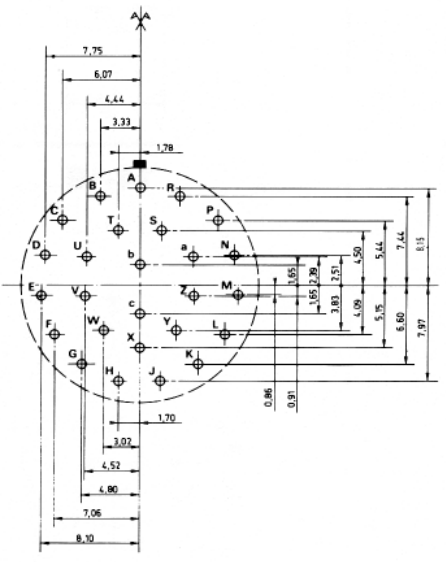 A A
7,75
6,07
4,44
3,33
1,78
A
B R
C P
T S
D U b a N
E V Z M
c
F W X Y L
G K
H J
4,50
5,44
7,44
8,15
1,65
2,39
2,51
1,65
3,83
4,09
5,15
6,60
7,97
0,86
0,91
1,70
3,02
4,52
4,80
7,06
8,10